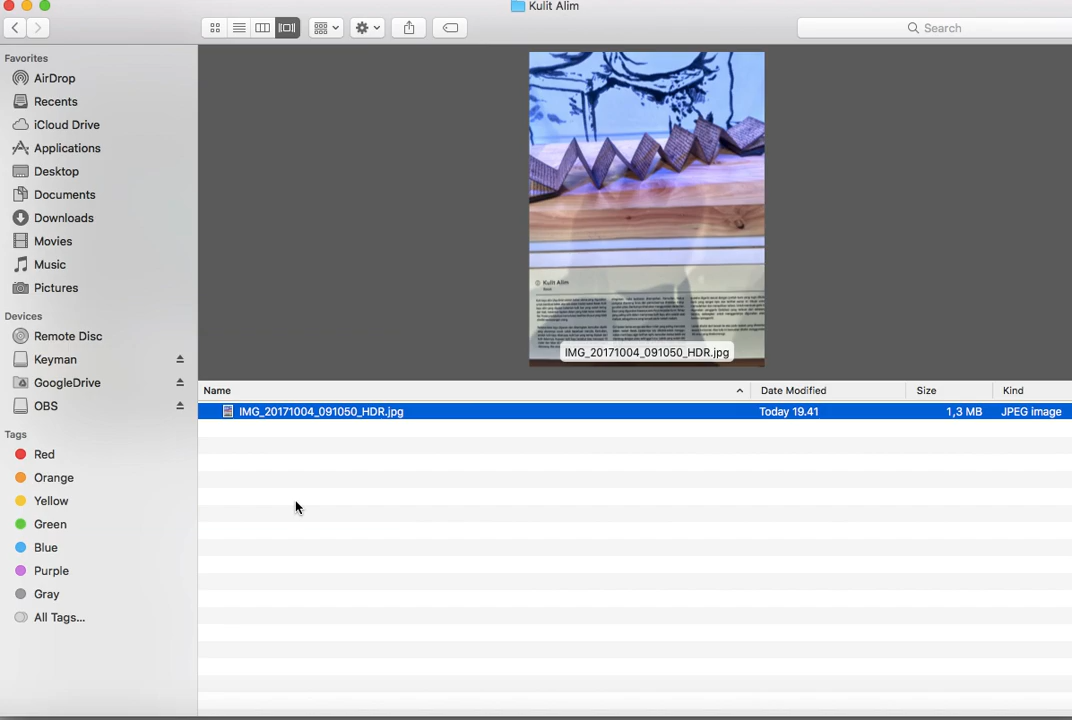 Kulit Alim
Search
Favorites
AirDrop
Recents
iCloud Drive
Applications
Desktop
Documents
Downloads
Movies
Music
Pictures
Devices
Remote Disc
Keyman
GoogleDrive
OBS
Tags
Red
Orange
Yellow
Green
Blue
Purple
Gray
All Tags...
Kulit Alim
IMG_20171004_091050_HDR.jpg
Name Date Modified Size Kind
IMG_20171004_091050_HDR.jpg Today 19.41 1,3 MB JPEG image